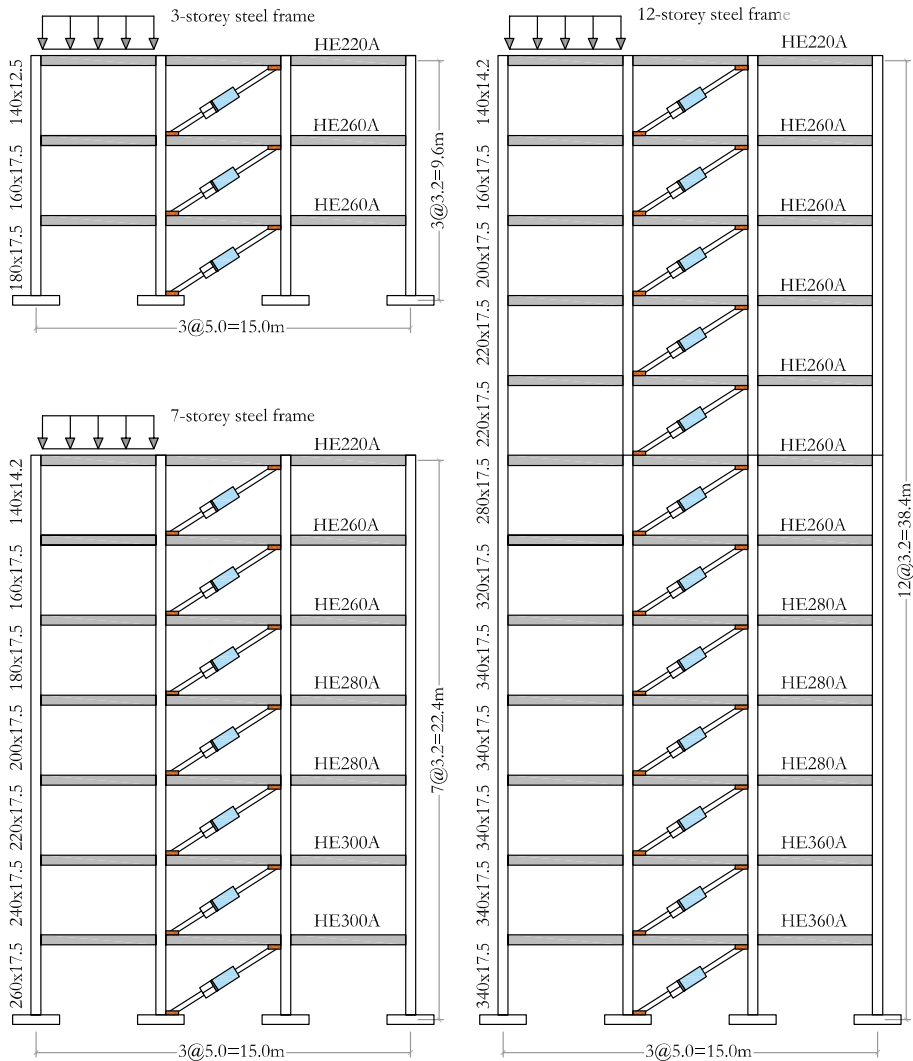 3-storey steel frame
HE220A
140x12.5
HE260A
160x17.5
HE260A
180x17.5
3@3.2=9.6m
3@5.0=15.0m
7-storey steel frame
HE220A
140x14.2
HE260A
160x17.5
HE260A
180x17.5
HE280A
200x17.5
HE280A
220x17.5
HE300A
240x17.5
HE300A
260x17.5
7@3.2=22.4m
3@5.0=15.0m
12-storey steel frame
HE220A
140x14.2
HE260A
160x17.5
HE260A
200x17.5
HE260A
220x17.5
HE260A
220x17.5
HE260A
280x17.5
HE260A
320x17.5
HE280A
340x17.5
HE280A
340x17.5
HE280A
340x17.5
HE360A
340x17.5
HE360A
340x17.5
12@3.2=38.4m
3@5.0=15.0m